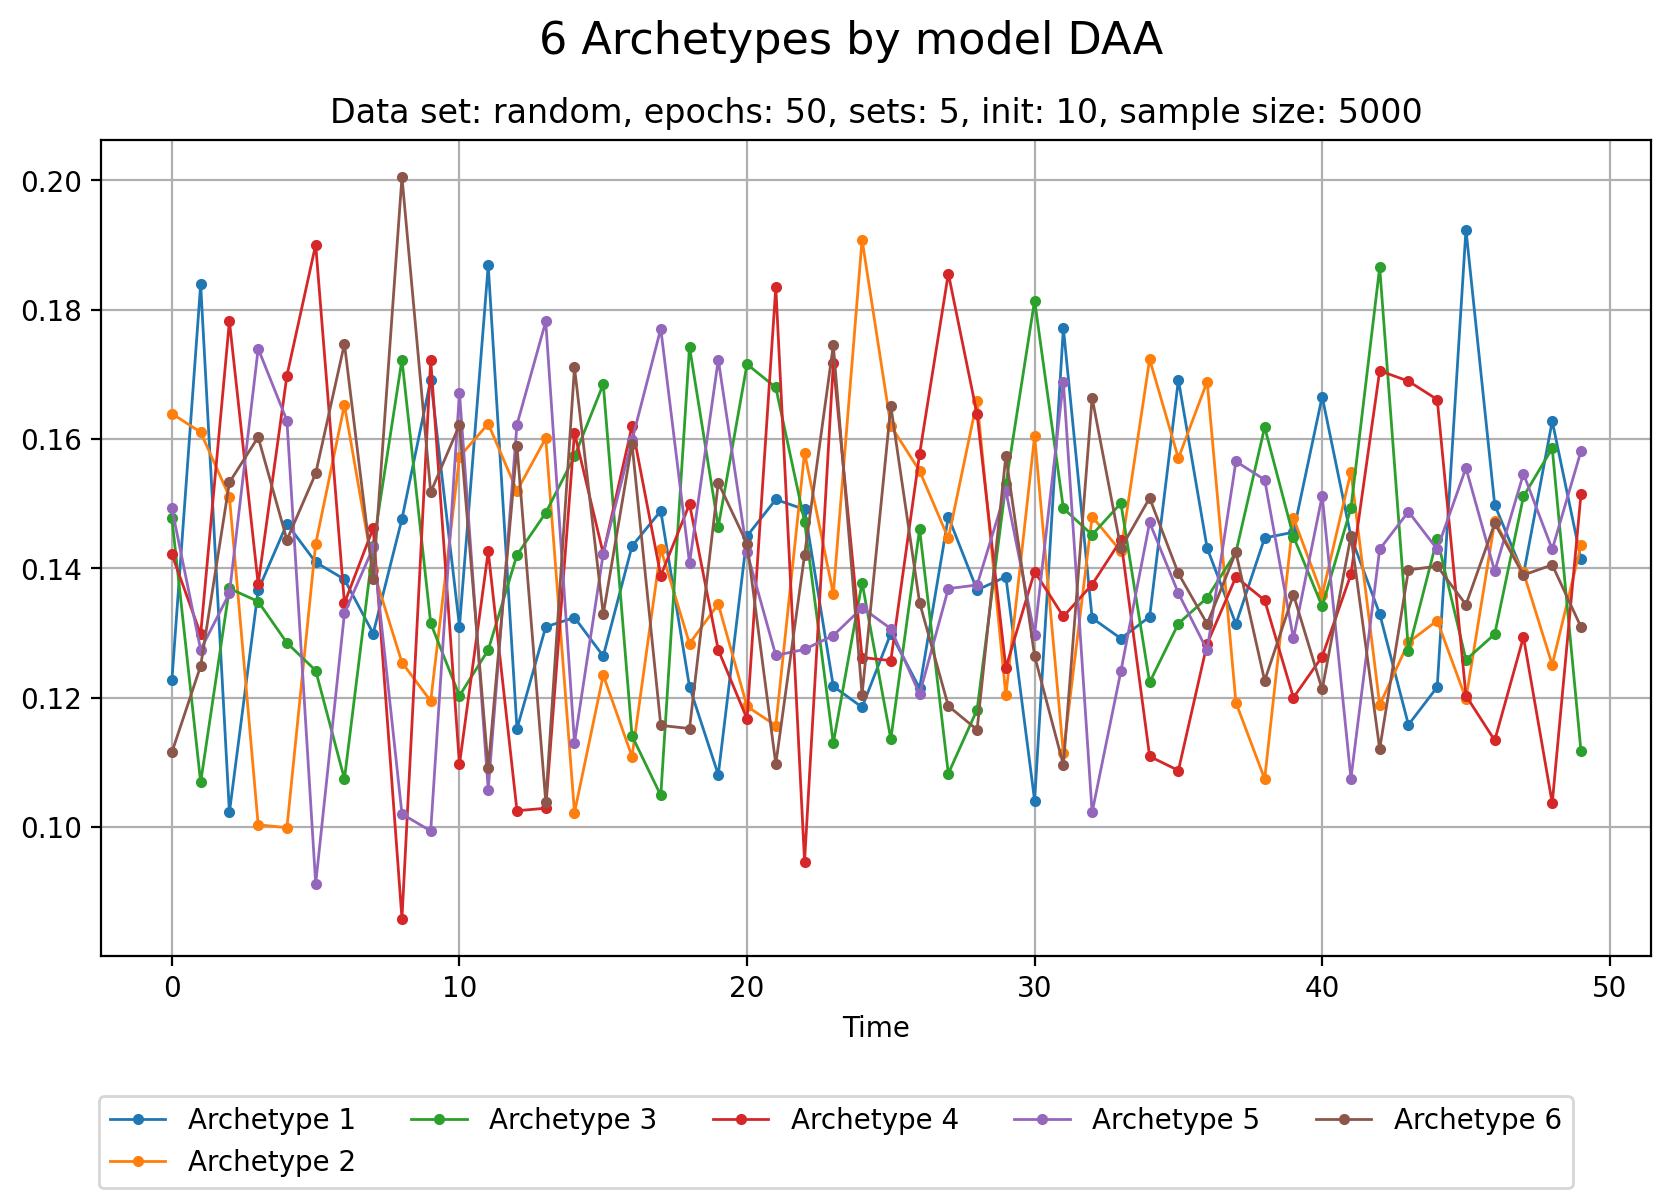 6 Archetypes by model DAA
Data set: random, epochs: 50, sets: 5, init: 10, sample size: 5000
0.20
0.18
0.16
0.14
0.12
0.10
0 10 20 30 40 50
Time
Archetype 1 Archetype 3 Archetype 4 Archetype 5 Archetype 6
Archetype 2